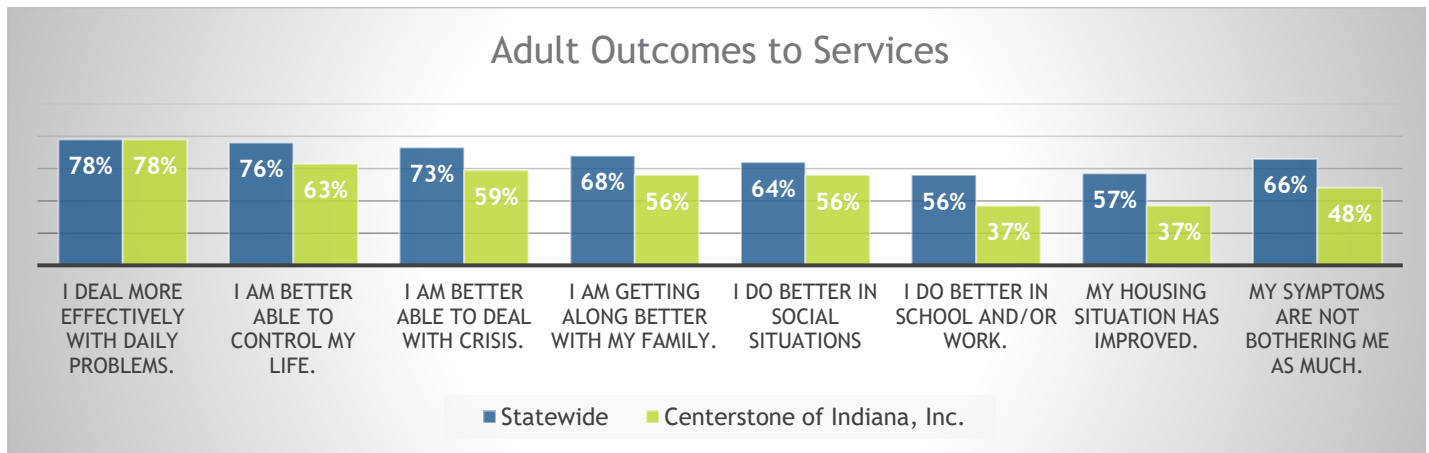 Adult Outcomes to Services
78% 78% 76% 63% 73% 59% 68% 56% 64% 56% 56% 37% 57% 37% 66% 48%
I DEAL MORE
EFFECTIVELY
WITH DAILY
PROBLEMS.
I AM BETTER
ABLE TO
CONTROL MY
LIFE.
I AM BETTER
ABLE TO DEAL
WITH CRISIS.
I AM GETTING
ALONG BETTER
WITH MY FAMILY.
I DO BETTER IN
SOCIAL
SITUATIONS
I DO BETTER IN
SCHOOL AND/OR
WORK.
MY HOUSING
SITUATION HAS
IMPROVED.
MY SYMPTOMS
ARE NOT
BOTHERING ME
AS MUCH.
Statewide Centerstone of Indiana, Inc.